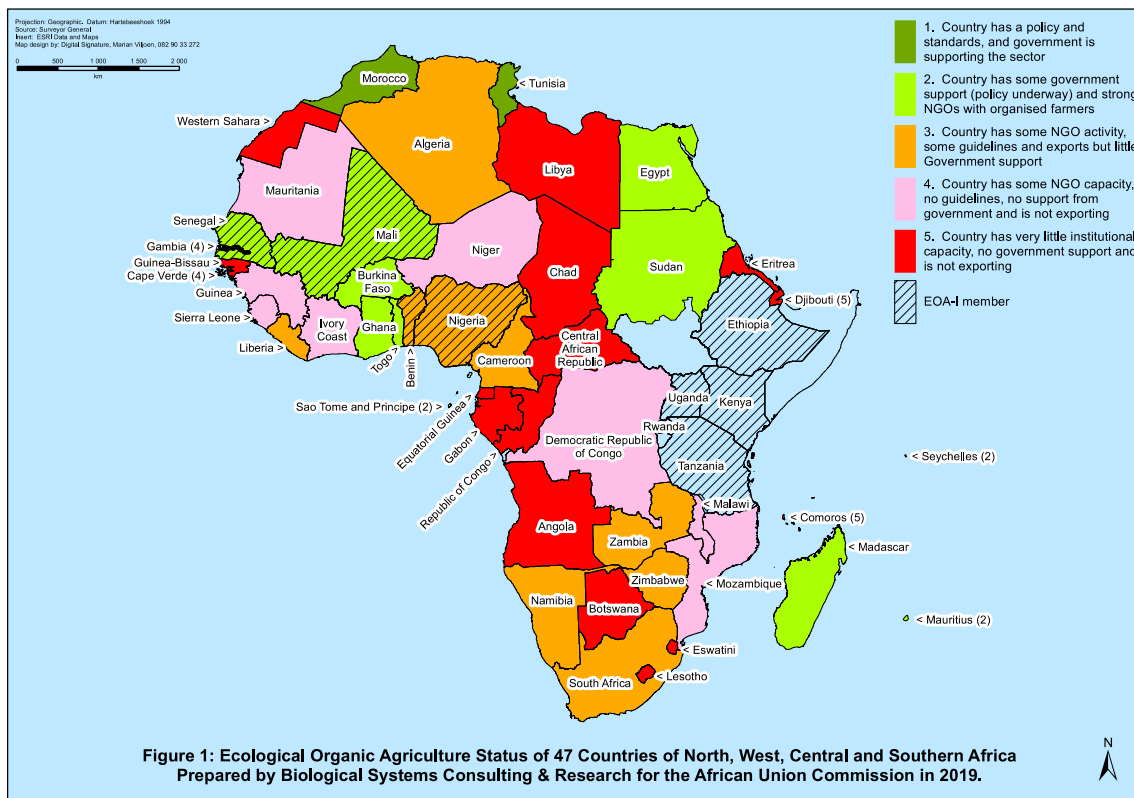 Projection: Geographic. Datum: Hartebeeshoek 1994
Source: Surveyor General
Insert: ESRI Data and Maps
Map design by: Digital Signature, Marian Viljoen, 082 90 33 272
0 500 1 000 2 000
km
1. Country has a policy and
standards, and government is
supporting the sector
2. Country has some government
support (policy underway) and strong
NGOs with organised farmers
3. Country has some NGO activity,
some guidelines and exports but little
Government support
4. Country has some NGO capacity,
no guidelines, no support from
government and is not exporting
5. Country has very little institutional
capacity, no government support and
is not exporting
EOA-I member
Morocco
< Tunisia
Western Sahara >
Algeria
Libya
Egypt
Mauritania
Senegal
Mali
Niger
Gambia (4) >
Guinea-Bissau
Cape Verde (4) >
Chad
Sudan
< Eritrea
Burkina
Faso
Guinea >
< Djibouti (5)
Sierra Leone >
Ivory
Coast
Ghana
Nigeria
Ethiopia
Liberia >
Togo >
Benin >
Cameroon
Central
African
Republic
Sao Tome and Principe (2) >
Equatorial Guinea >
Gabon >
Republic of Congo >
Uganda
Kenya
Rwanda
Democratic Republic
of Congo
Tanzania
< Seychelles (2)
< Malawi
Angola
< Comoros (5)
Zambia
< Madascar
Zimbabwe
< Mozambique
Namibia
Botswana
< Mauritius (2)
< Eswatini
South Africa
< Lesotho
Figure 1: Ecological Organic Agriculture Status of 47 Countries of North, West, Central and Southern Africa
Prepared by Biological Systems Consulting & Research for the African Union Commission in 2019.
N